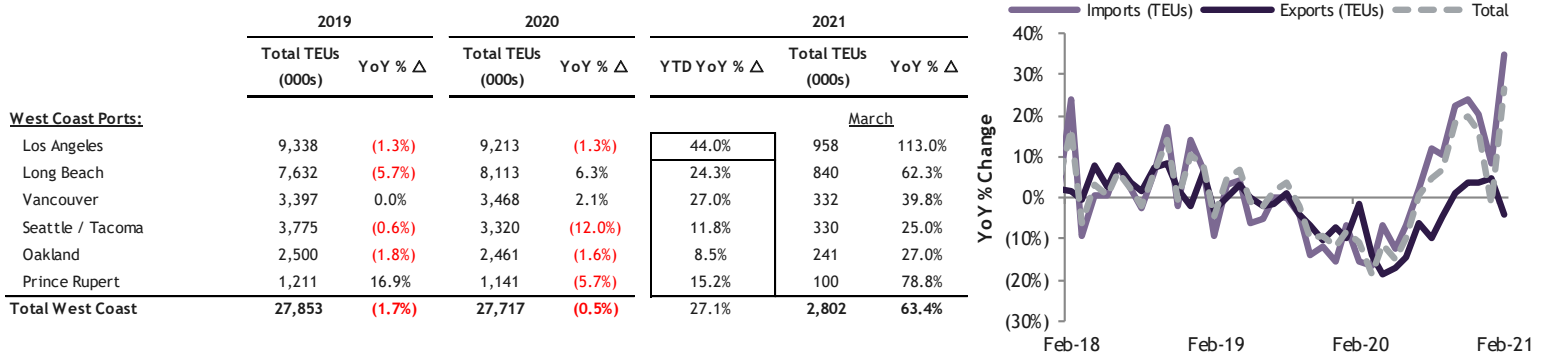 2019 2020 2021
Total TEUs (000s) YoY % Δ Total TEUs (000s) YoY % Δ YTD YoY % Δ Total TEUs (000s) YoY % Δ
West Coast Ports: March
Los Angeles 9,338 (1.3%) 9,213 (1.3%) 44.0% 958 113.0%
Long Beach 7,632 (5.7%) 8,113 6.3% 24.3% 840 62.3%
Vancouver 3,397 0.0% 3,468 2.1% 27.0% 332 39.8%
Seattle / Tacoma 3,775 (0.6%) 3,320 (12.0%) 11.8% 330 25.0%
Oakland 2,500 (1.8%) 2,461 (1.6%) 8.5% 241 27.0%
Prince Rupert 1,211 16.9% 1,141 (5.7%) 15.2% 100 78.8%
Total West Coast 27,853 (1.7%) 27,717 (0.5%) 27.1% 2,802 63.4%
Imports (TEUs) Exports (TEUs) Total
YoY % Change
40%
30%
20%
10%
0%
(10%)
(20%)
(30%)
Feb-18 Feb-19 Feb-20 Feb-21